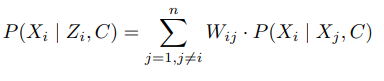 P(X_i | Z_i, C) = \sum_{j=1, j \neq i}^{n} W_{ij} \cdot P(X_i | X_j, C)